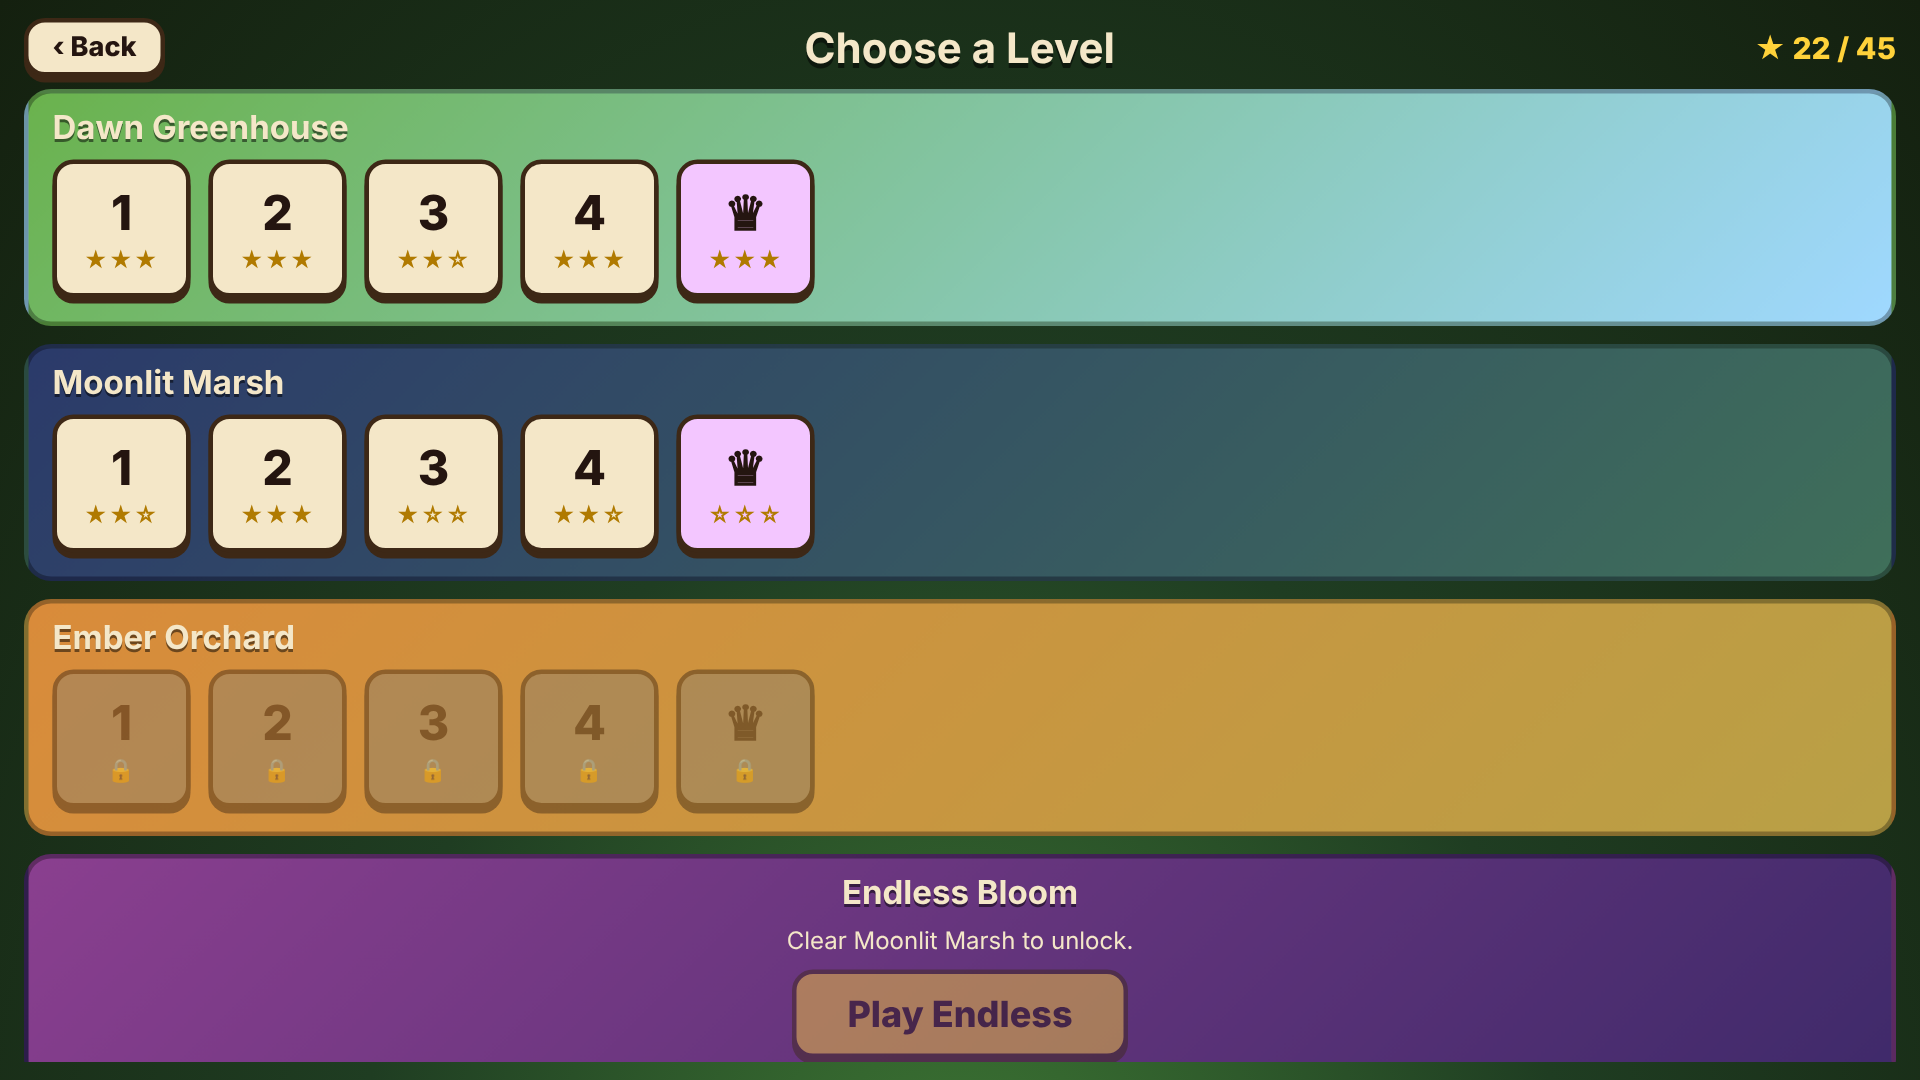 ‹ Back
Choose a Level
★ 22 / 45
Dawn Greenhouse
1 2 3 4 ♛
★★★ ★★★ ★★☆ ★★★ ★★★
Moonlit Marsh
1 2 3 4 ♛
★★☆ ★★★ ★☆☆ ★★☆ ☆☆☆
Ember Orchard
1 2 3 4 ♛
🔒 🔒 🔒 🔒 🔒
Endless Bloom
Clear Moonlit Marsh to unlock.
Play Endless